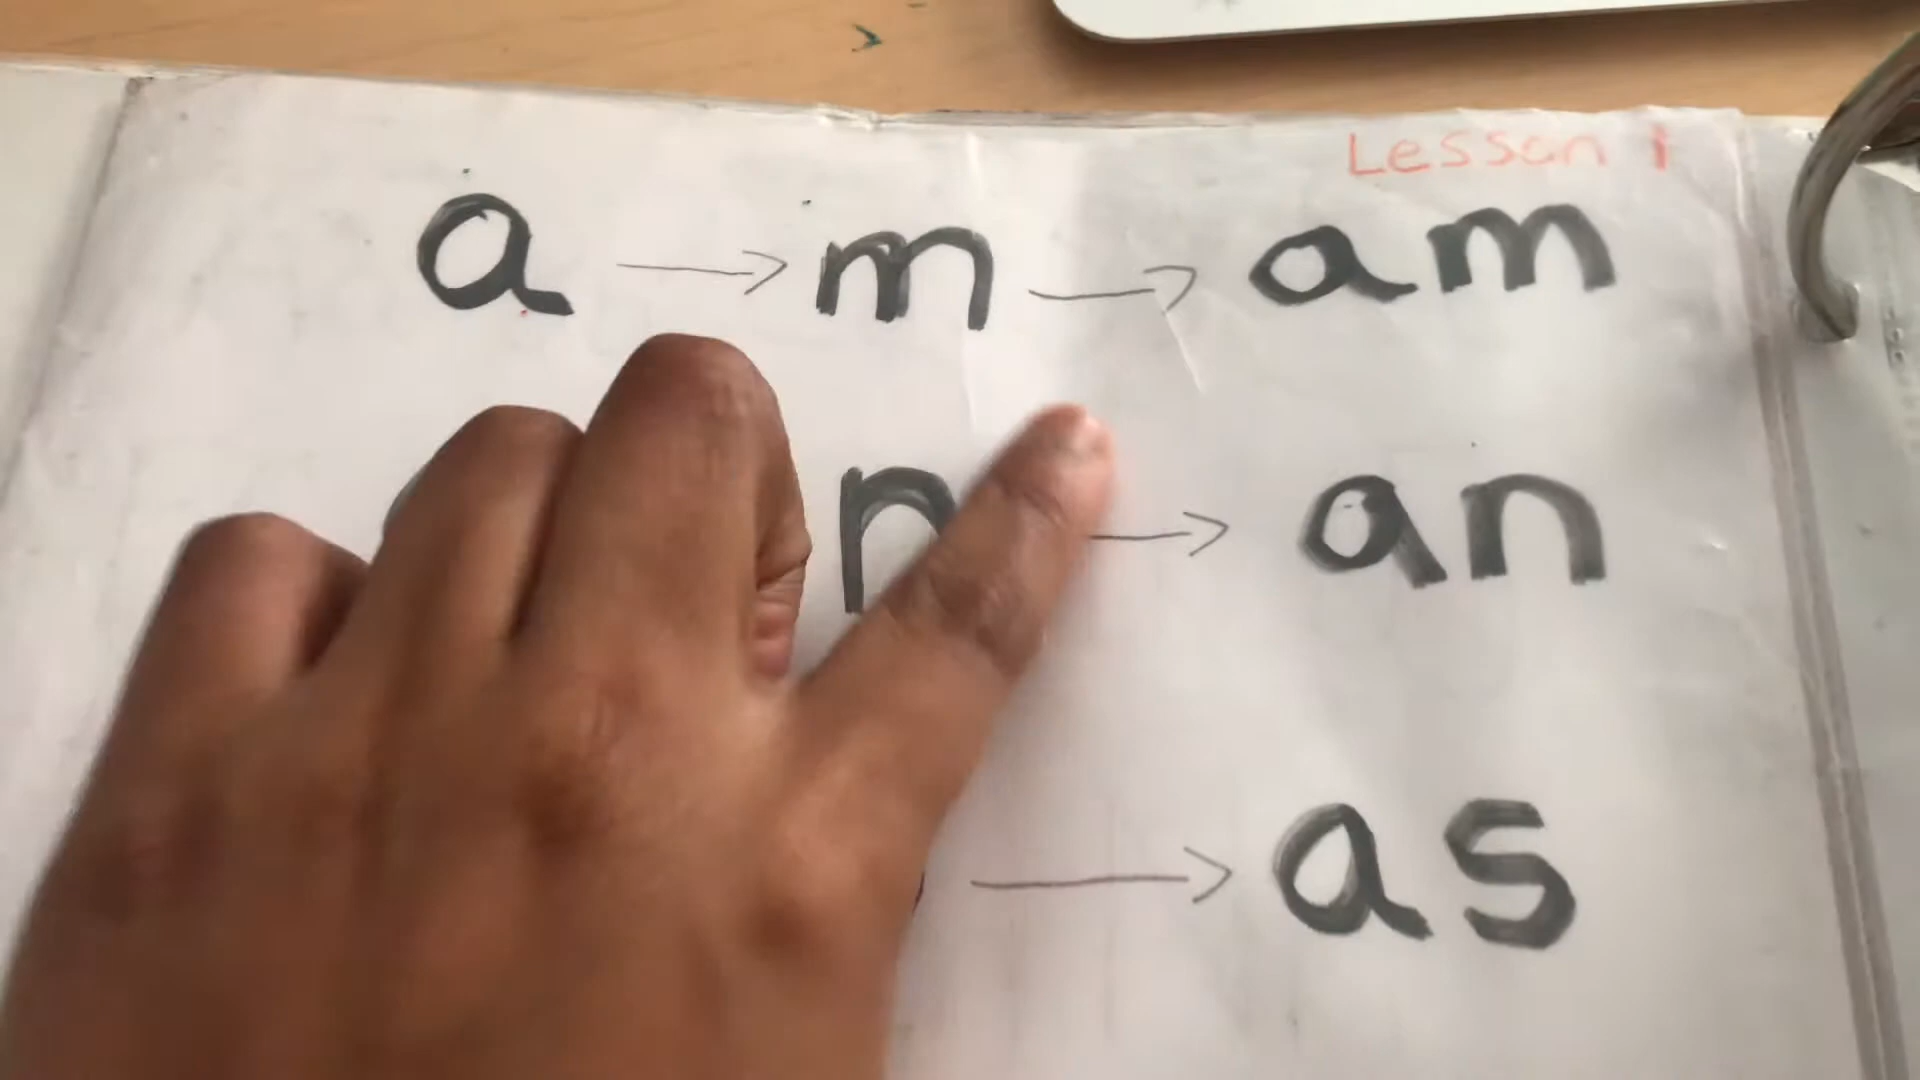 Lesson 1
a → m → am
n → an
→ as